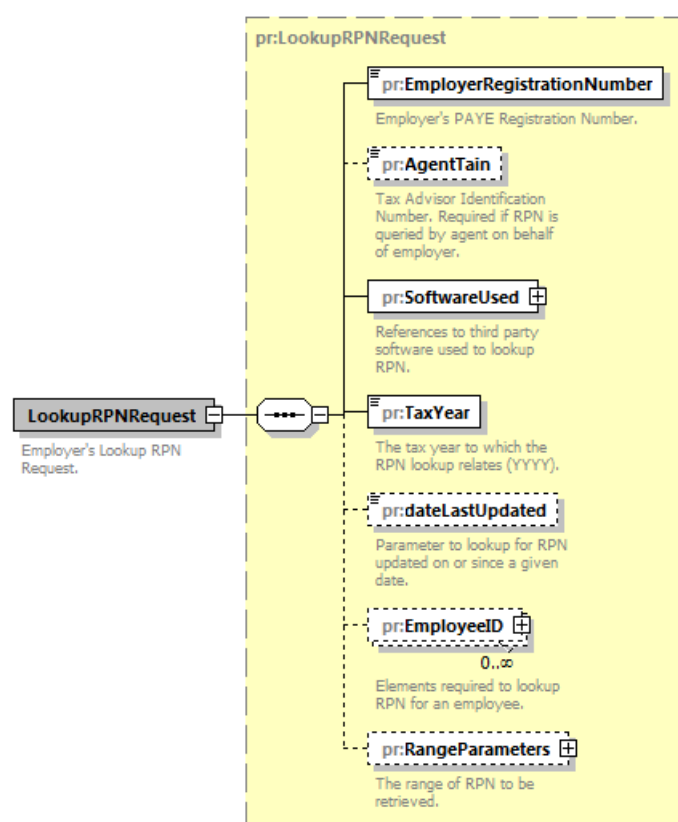 pr:LookupRPNRequest
pr:EmployerRegistrationNumber
Employer's PAYE Registration Number.
pr:AgentTain
Tax Advisor Identification
Number. Required if RPN is
queried by agent on behalf
of employer.
pr:SoftwareUsed
References to third party
software used to lookup
RPN.
LookupRPNRequest
Employer's Lookup RPN
Request.
pr:TaxYear
The tax year to which the
RPN lookup relates (YYYY).
pr:dateLastUpdated
Parameter to lookup for RPN
updated on or since a given
date.
pr:EmployeeID
0..∞
Elements required to lookup
RPN for an employee.
pr:RangeParameters
The range of RPN to be
retrieved.